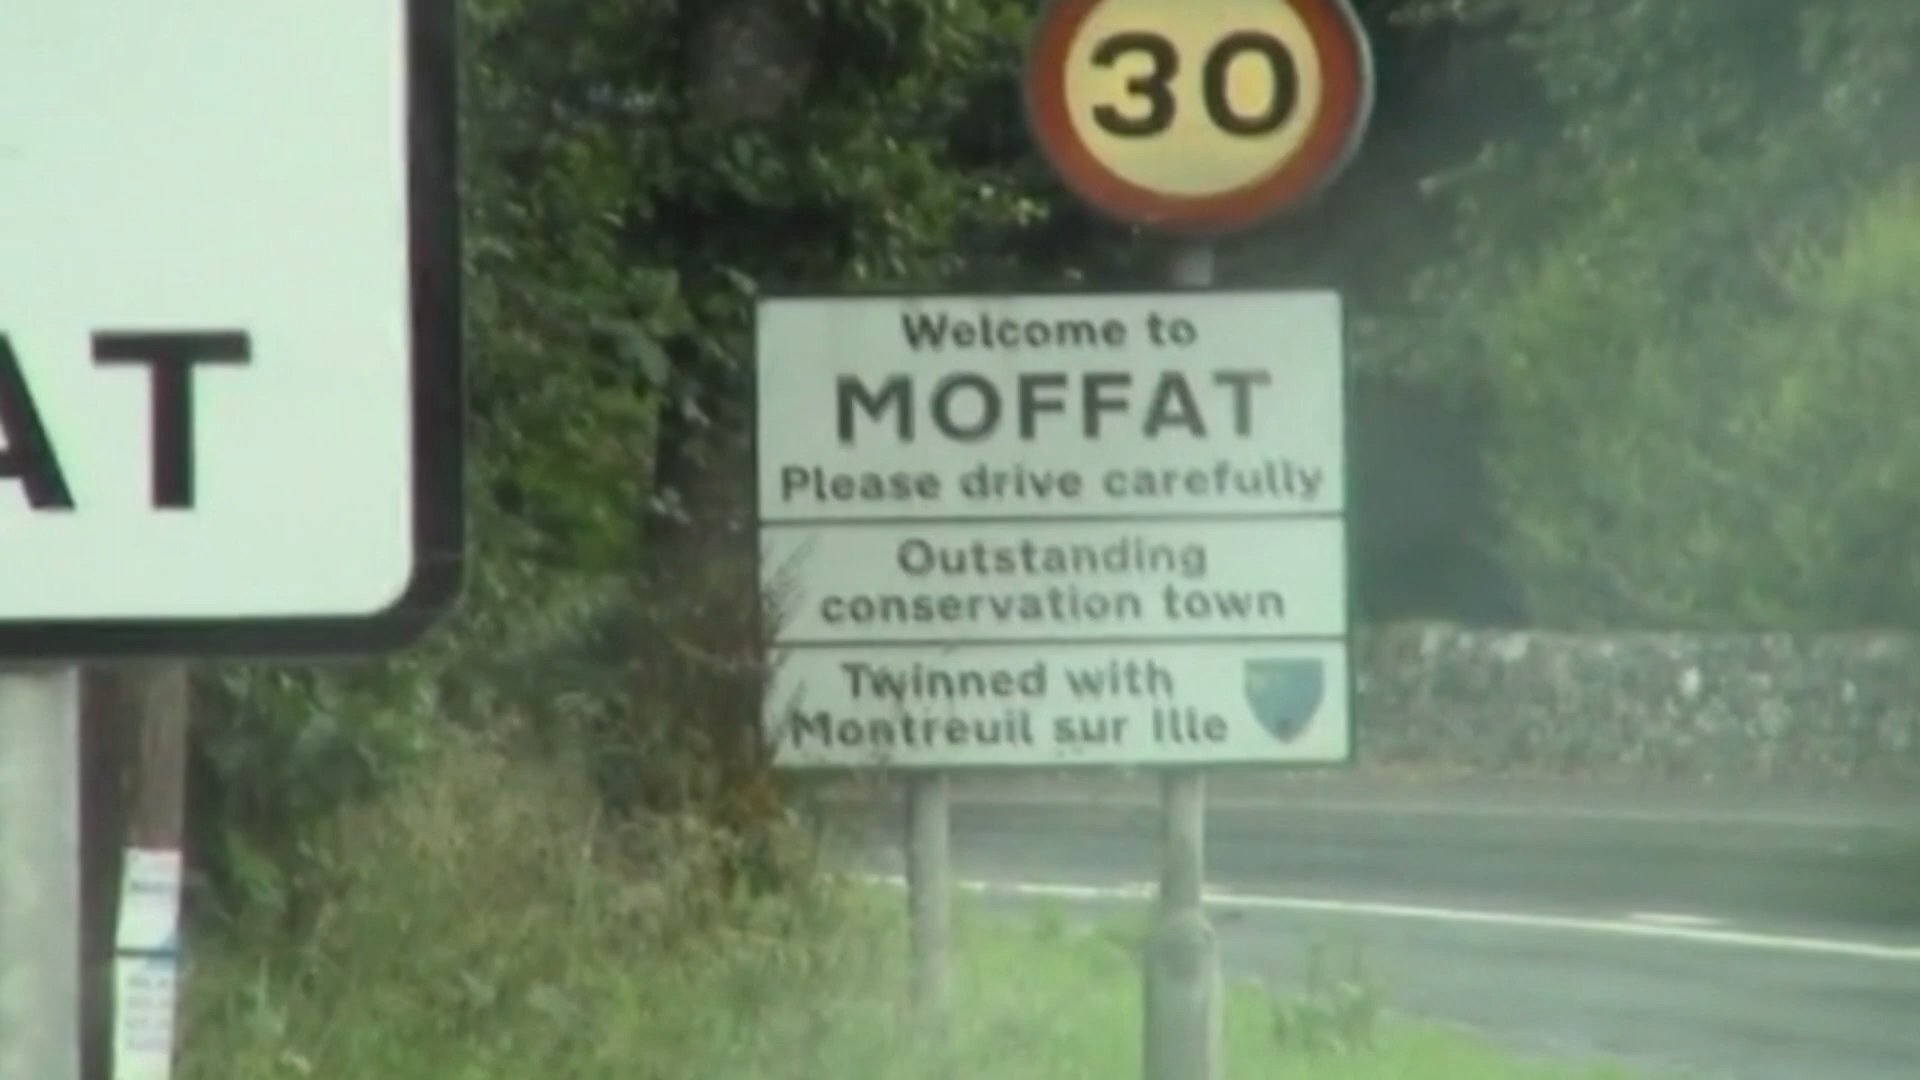 AT
30
Welcome to
MOFFAT
Please drive carefully
Outstanding
conservation town
Twinned with
Montreuil sur Ille